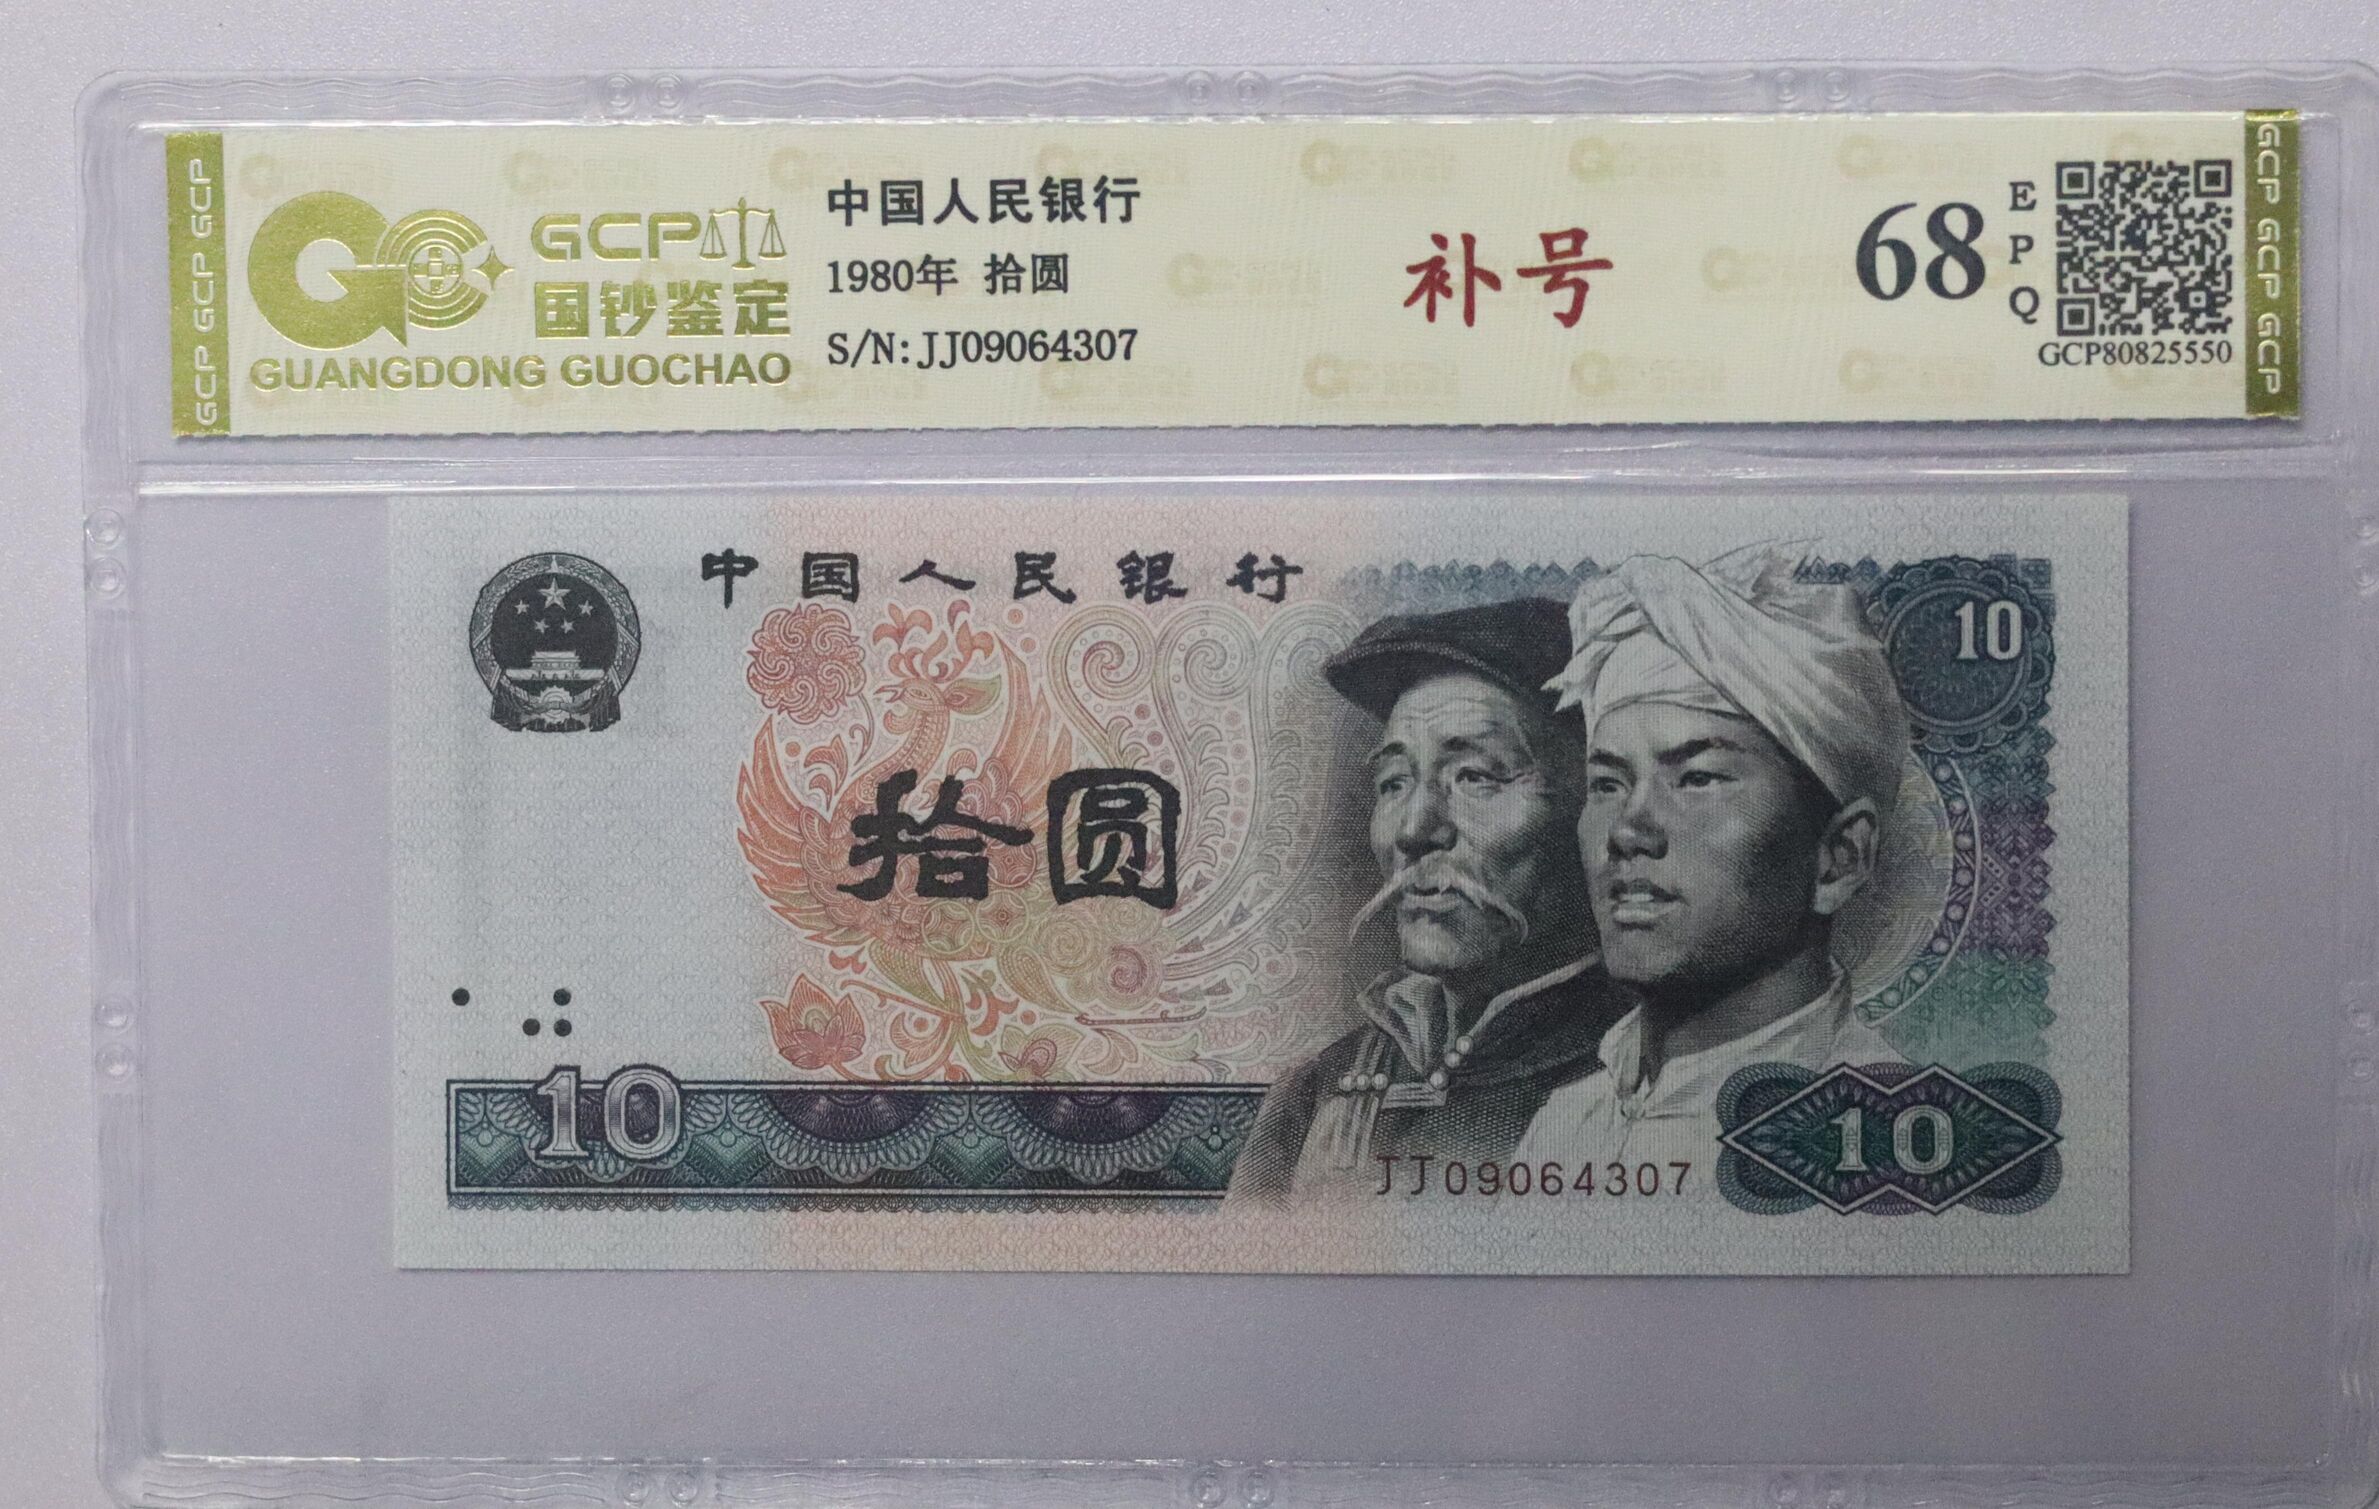 GCP GCP GCP
GCP
国钞鉴定
GUANGDONG GUOCHAO
中国人民银行
1980年 拾圆
S/N: JJ09064307
补号
68
EPQ
GCP80825550
GCP GCP GCP
中国人民银行
10
拾圆
10
JJ09064307
10